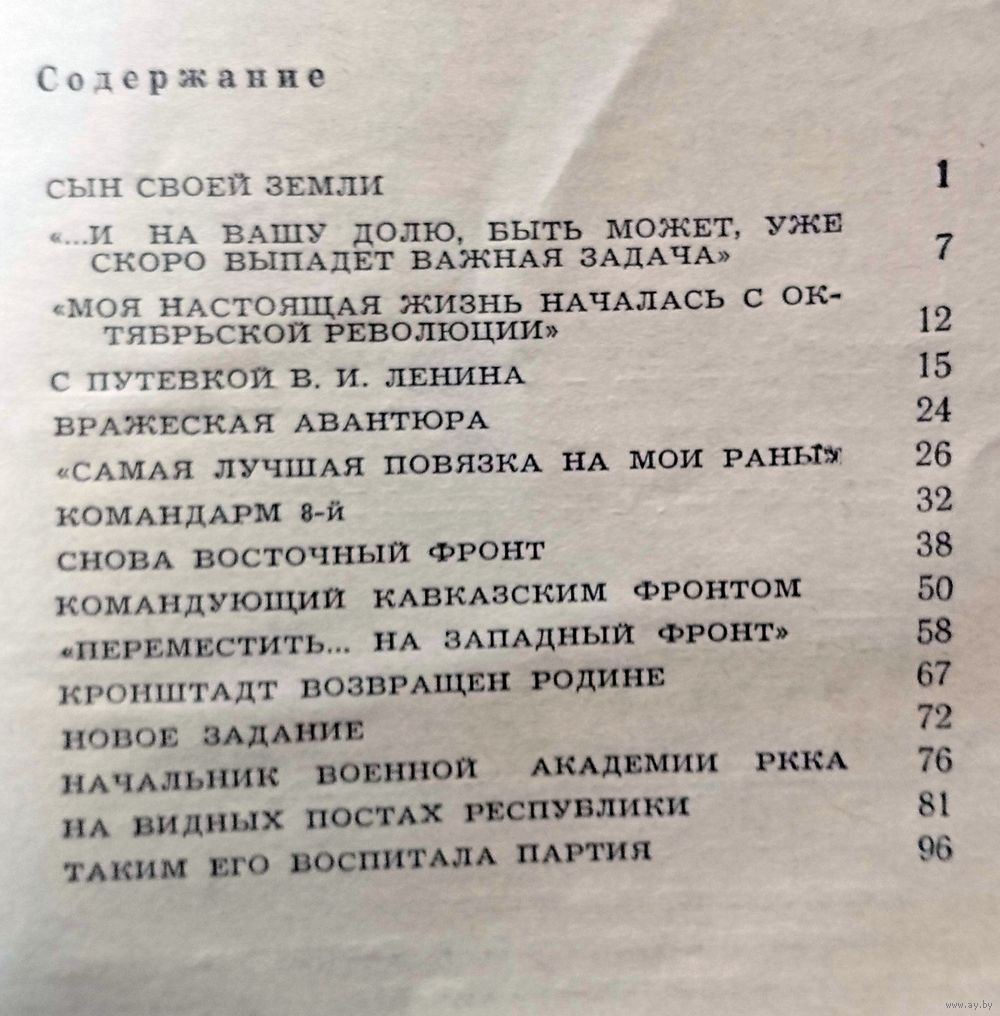 Содержание
СЫН СВОЕЙ ЗЕМЛИ 1
«...И НА ВАШУ ДОЛЮ, БЫТЬ МОЖЕТ, УЖЕ
СКОРО ВЫПАДЕТ ВАЖНАЯ ЗАДАЧА» 7
«МОЯ НАСТОЯЩАЯ ЖИЗНЬ НАЧАЛАСЬ С ОК-
ТЯБРЬСКОЙ РЕВОЛЮЦИИ» 12
С ПУТЕВКОЙ В. И. ЛЕНИНА 15
ВРАЖЕСКАЯ АВАНТЮРА 24
«САМАЯ ЛУЧШАЯ ПОВЯЗКА НА МОИ РАНЫ» 26
КОМАНДАРМ 8-й 32
СНОВА ВОСТОЧНЫЙ ФРОНТ 38
КОМАНДУЮЩИЙ КАВКАЗСКИМ ФРОНТОМ 50
«ПЕРЕМЕСТИТЬ... НА ЗАПАДНЫЙ ФРОНТ» 58
КРОНШТАДТ ВОЗВРАЩЕН РОДИНЕ 67
НОВОЕ ЗАДАНИЕ 72
НАЧАЛЬНИК ВОЕННОЙ АКАДЕМИИ РККА 76
НА ВИДНЫХ ПОСТАХ РЕСПУБЛИКИ 81
ТАКИМ ЕГО ВОСПИТАЛА ПАРТИЯ 96
www.ay.by